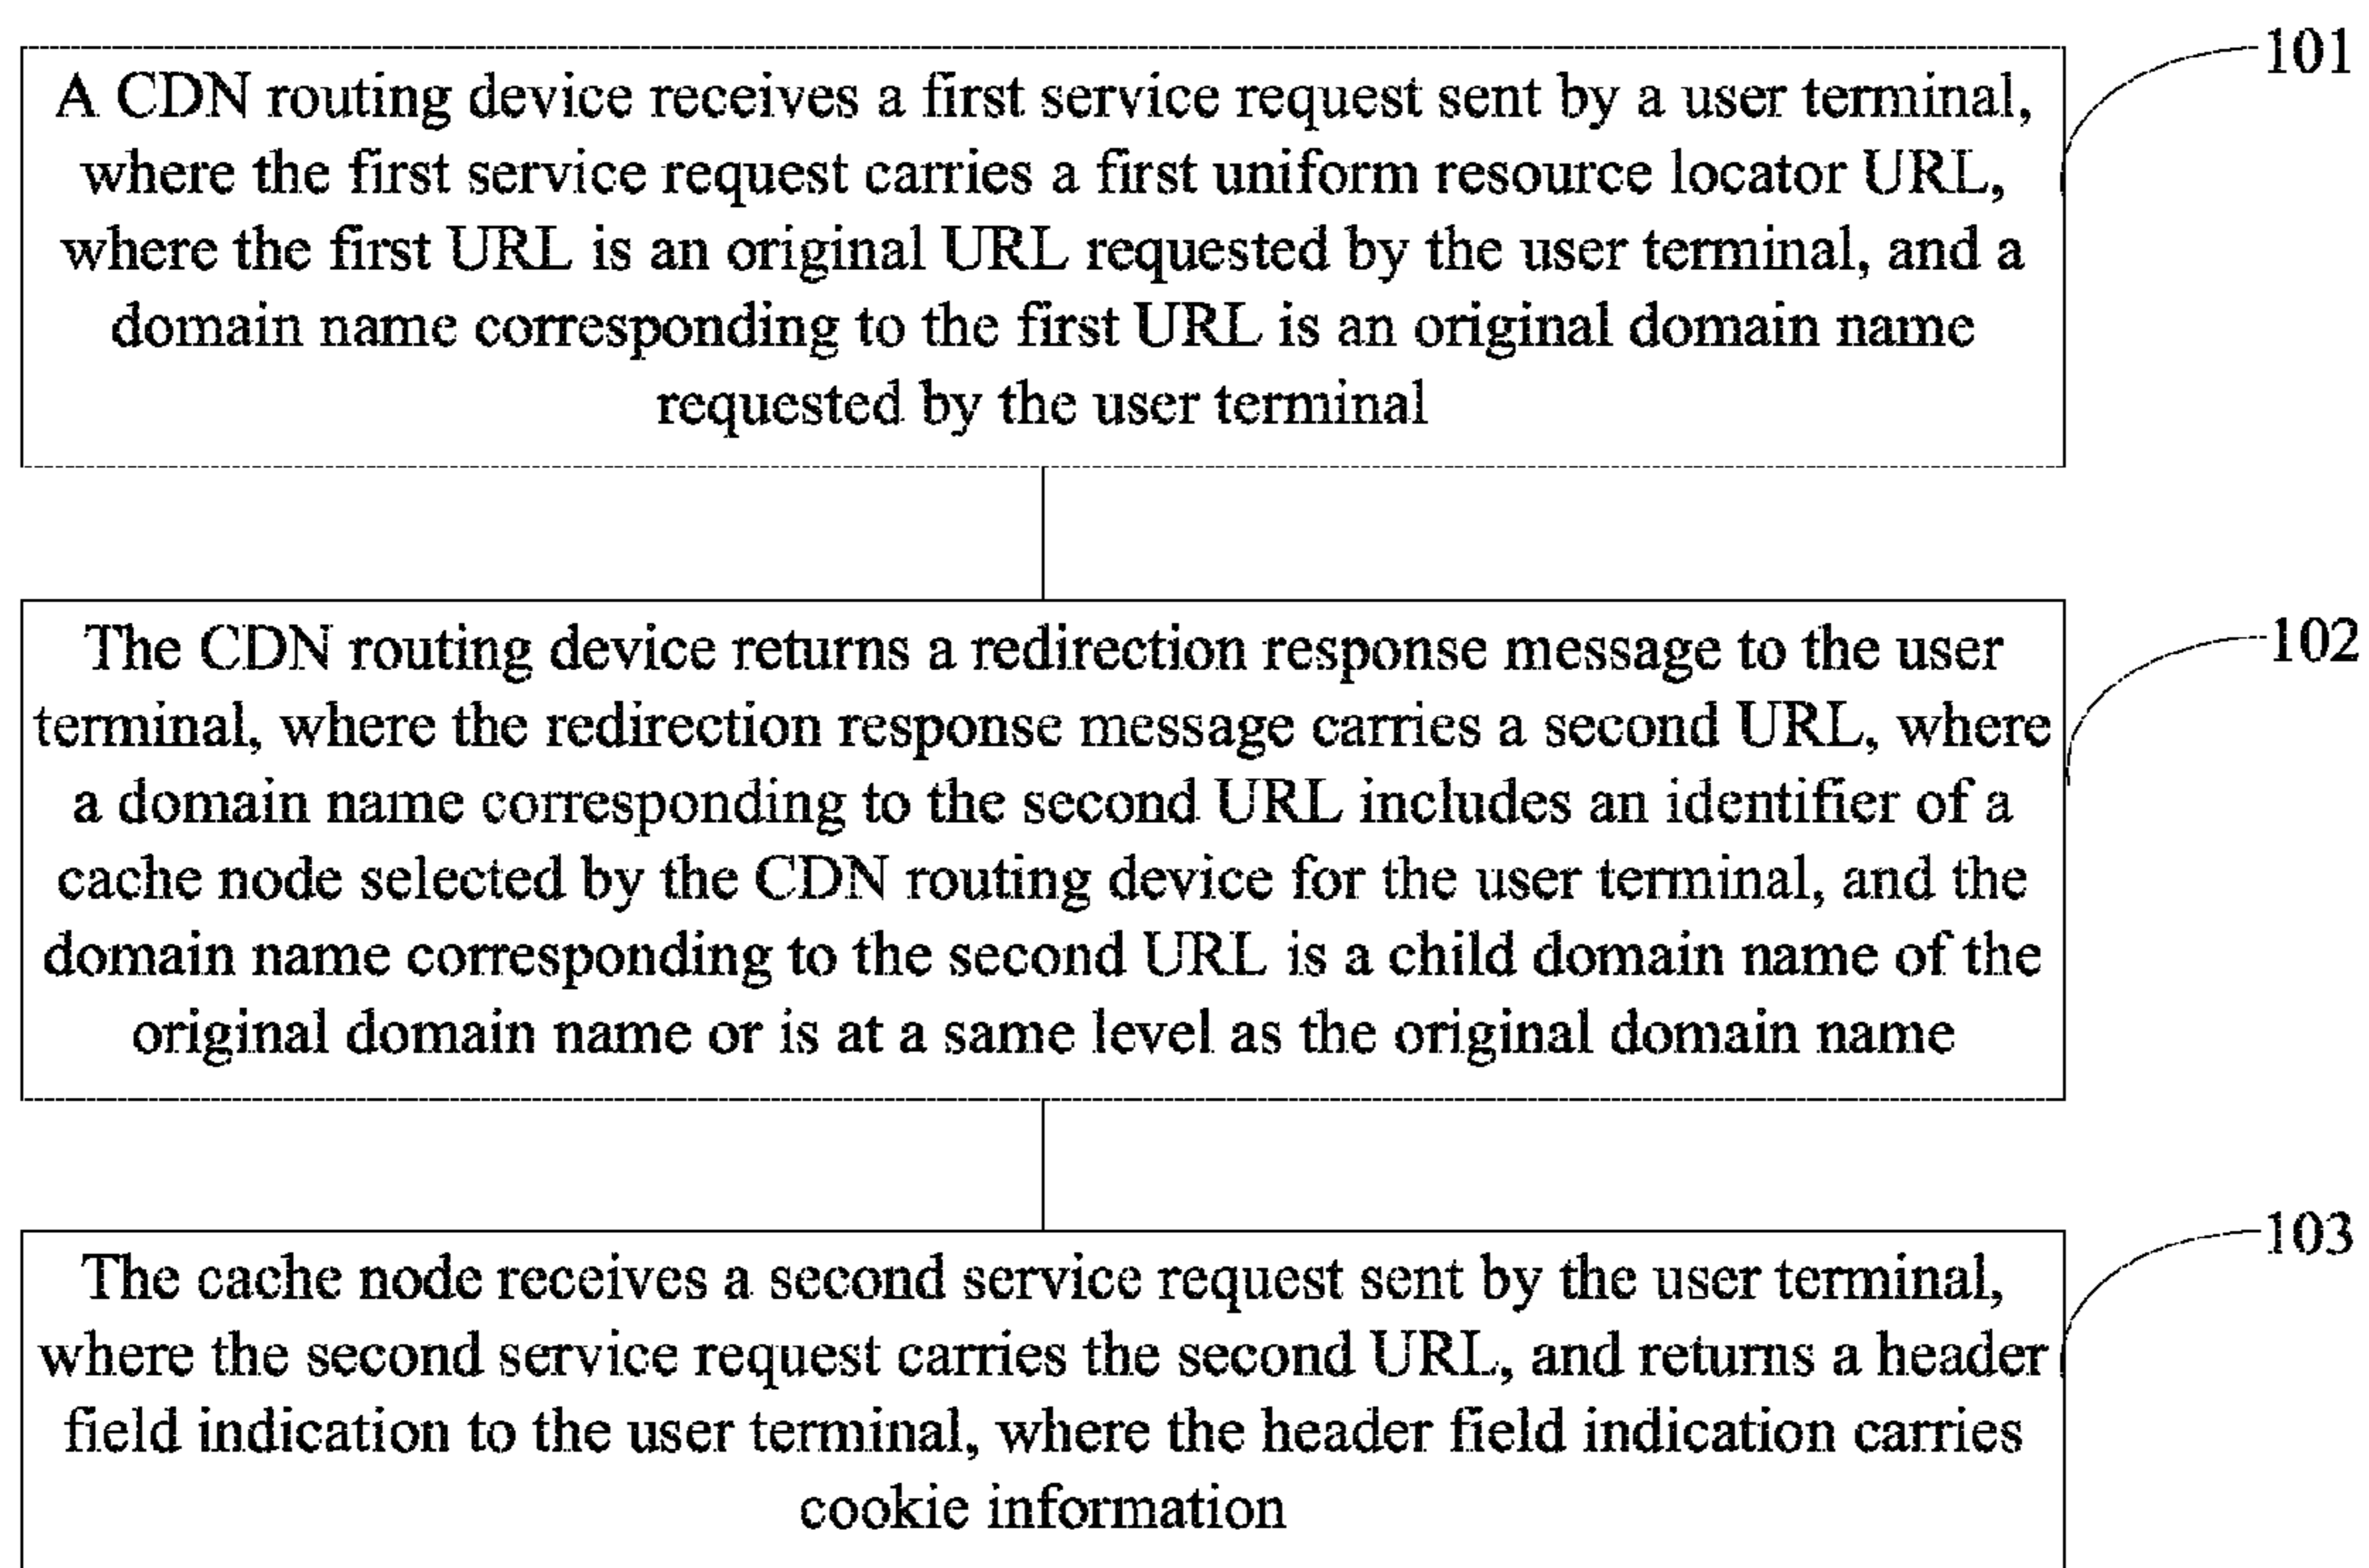 101
A CDN routing device receives a first service request sent by a user terminal,
where the first service request carries a first uniform resource locator URL,
where the first URL is an original URL requested by the user terminal, and a
domain name corresponding to the first URL is an original domain name
requested by the user terminal
102
The CDN routing device returns a redirection response message to the user
terminal, where the redirection response message carries a second URL, where
a domain name corresponding to the second URL includes an identifier of a
cache node selected by the CDN routing device for the user terminal, and the
domain name corresponding to the second URL is a child domain name of the
original domain name or is at a same level as the original domain name
103
The cache node receives a second service request sent by the user terminal,
where the second service request carries the second URL, and returns a header
field indication to the user terminal, where the header field indication carries
cookie information